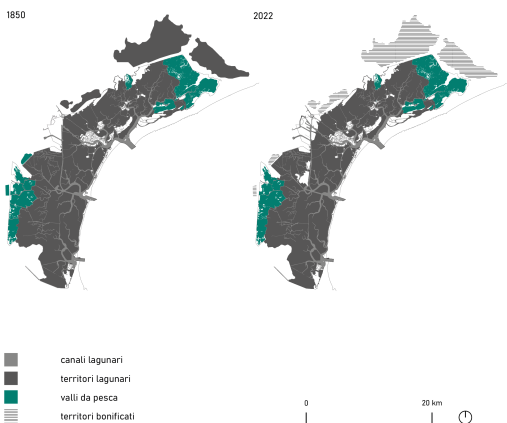 1850
2022
canali lagunari
territori lagunari
valli da pesca
territori bonificati
0
20 km